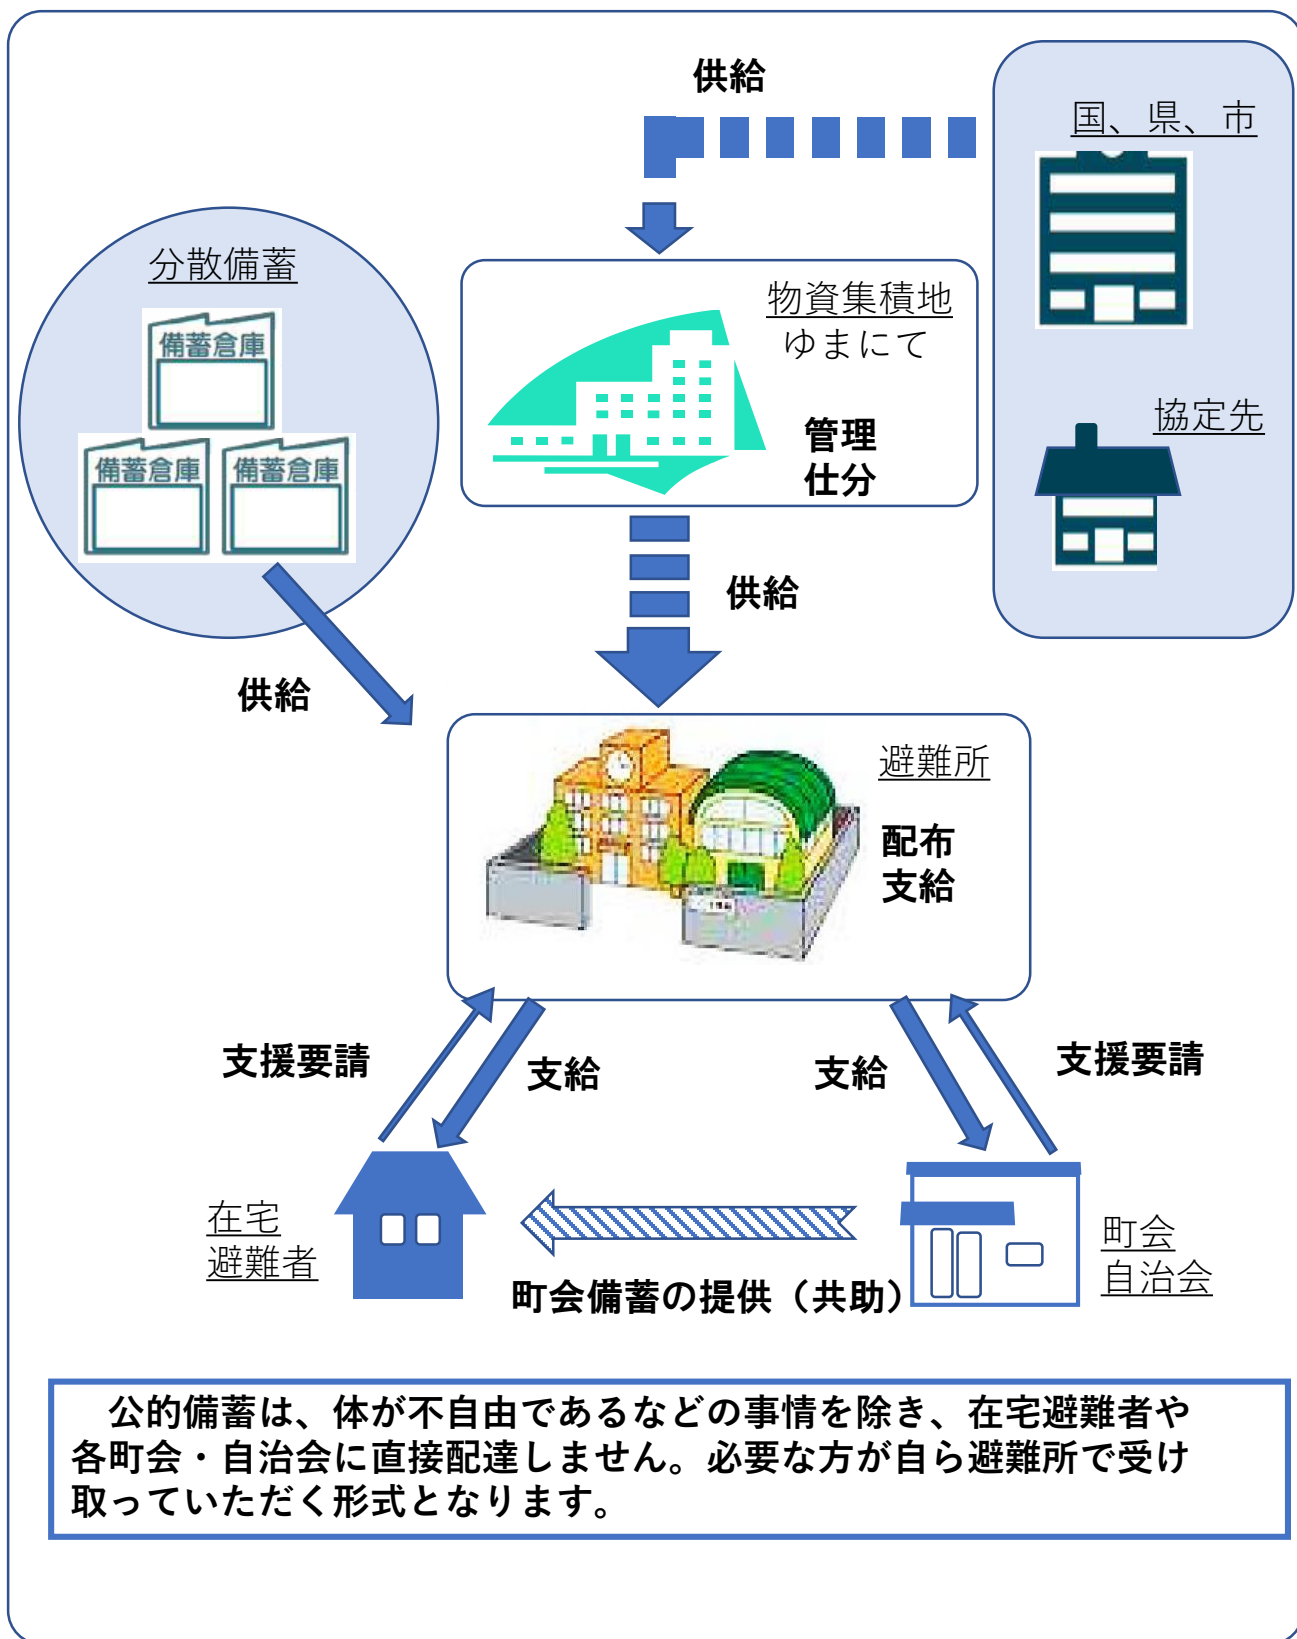 供給
国、県、市
分散備蓄
備蓄倉庫
備蓄倉庫
備蓄倉庫
物資集積地
ゆまにて
管理
仕分
協定先
供給
供給
避難所
配布
支給
支援要請
支給
支給
支援要請
在宅
避難者
町会
自治会
町会備蓄の提供（共助）
公的備蓄は、体が不自由であるなどの事情を除き、在宅避難者や
各町会・自治会に直接配達しません。必要な方が自ら避難所で受け
取っていただく形式となります。